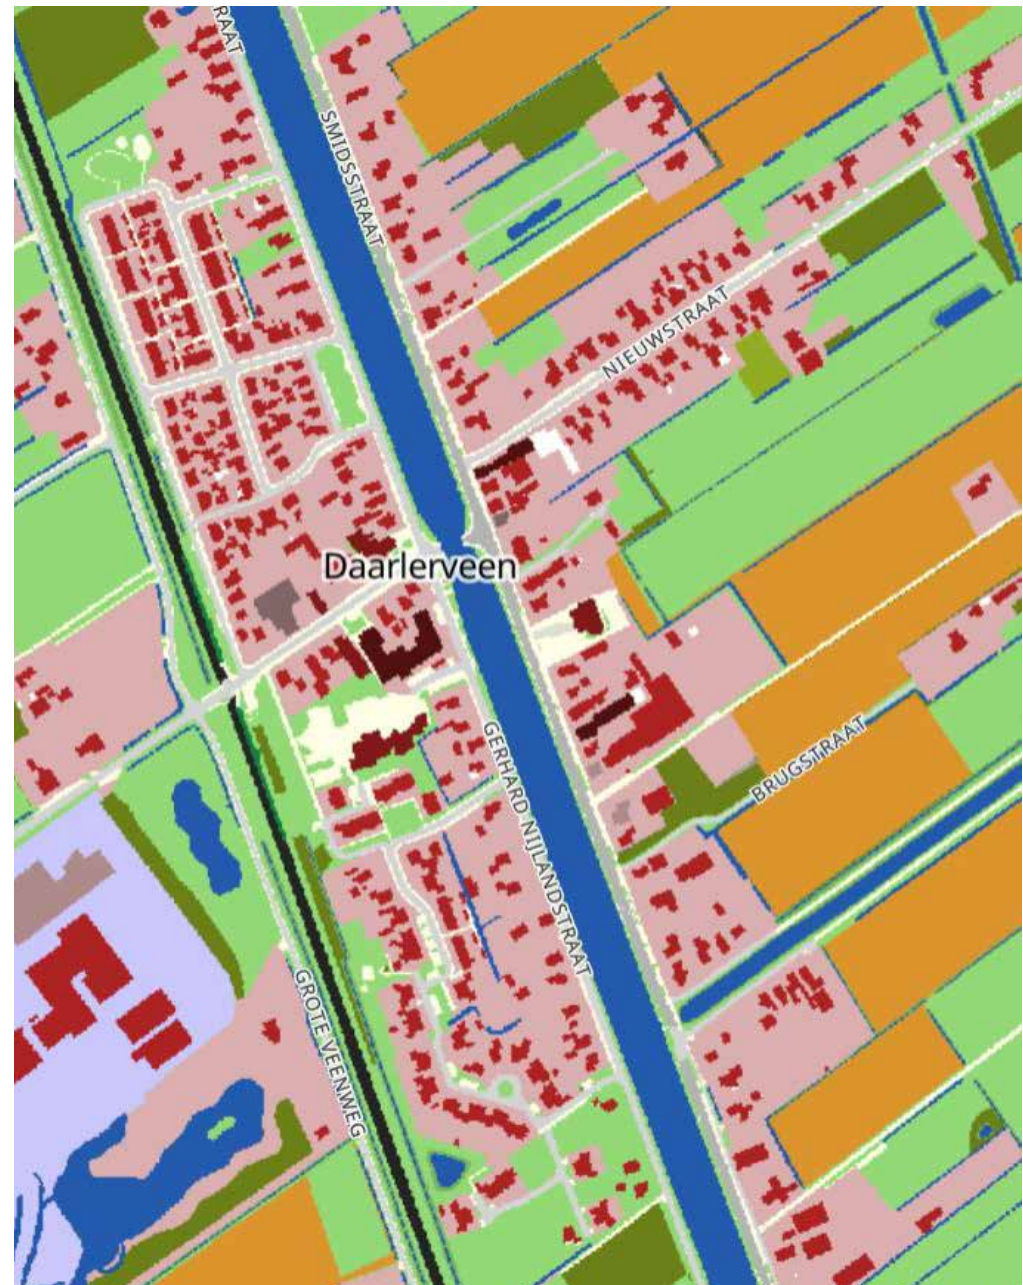 RAAT
SMIDSSTRAAT
NIEUWSTRAAT
Daarlerveen
GERHARD NIJLANDSTRAAT
BRUGSTRAAT
GROTE VEENWEG